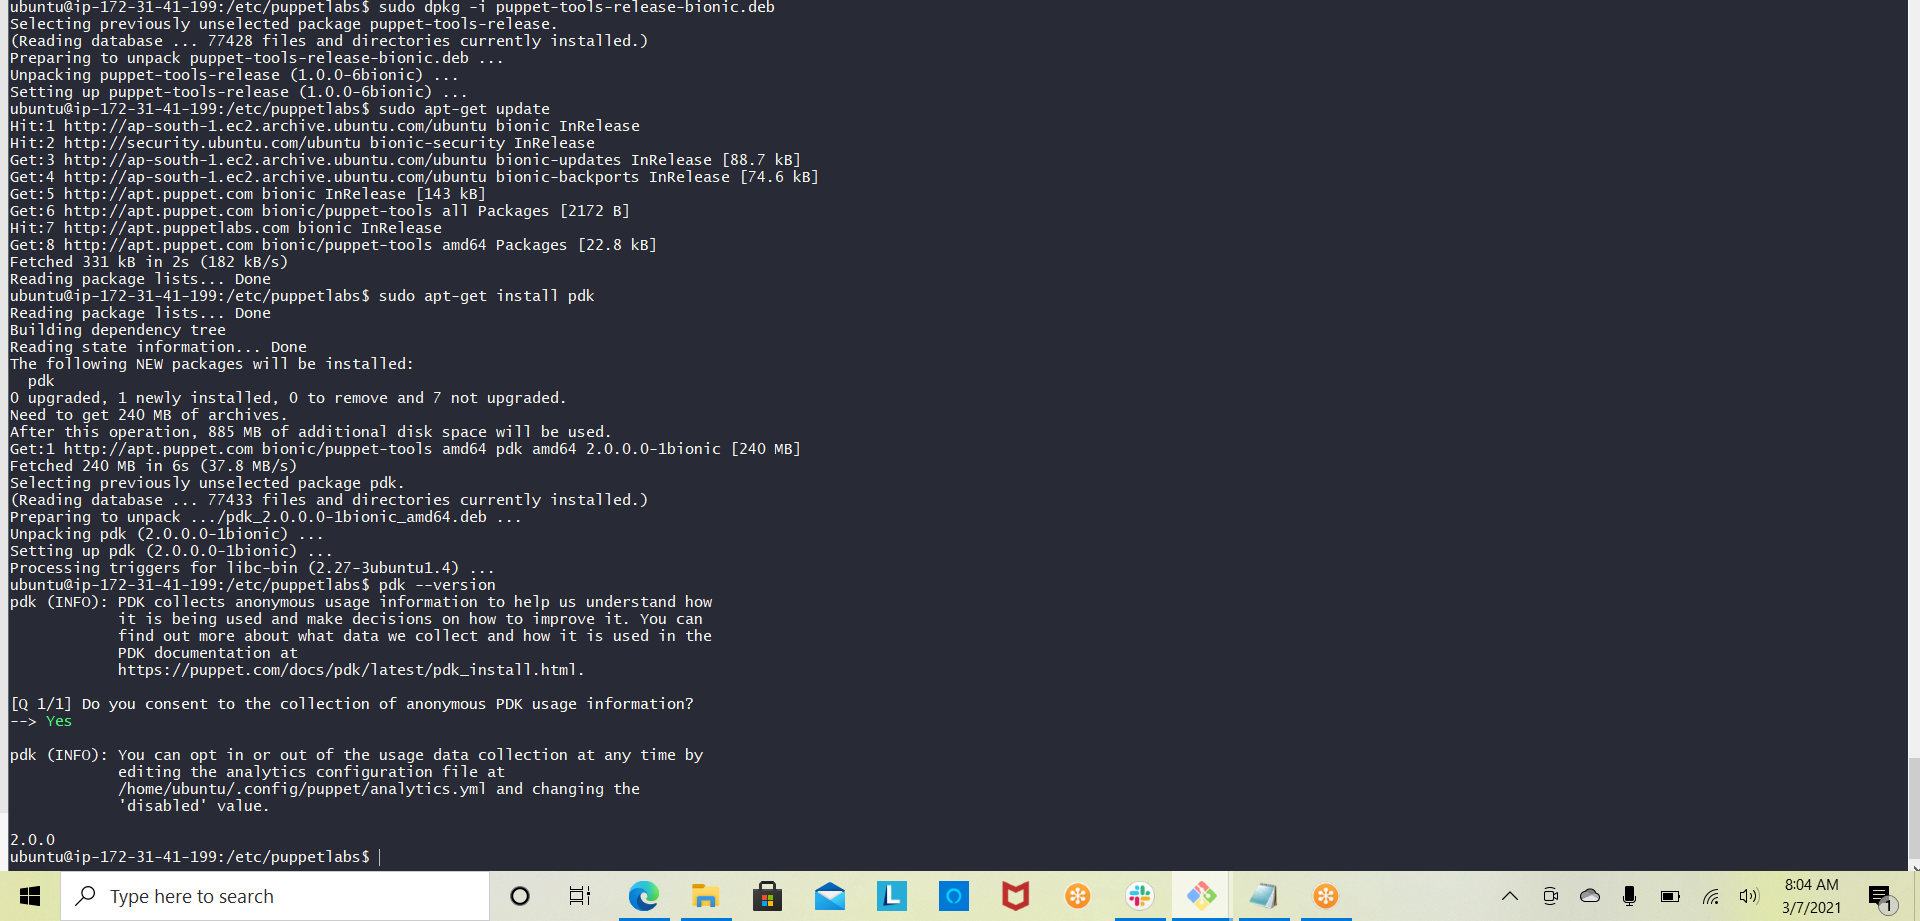 ubuntu@ip-172-31-41-199:/etc/puppetlabs$ sudo dpkg -i puppet-tools-release-bionic.deb
Selecting previously unselected package puppet-tools-release.
(Reading database ... 77428 files and directories currently installed.)
Preparing to unpack puppet-tools-release-bionic.deb ...
Unpacking puppet-tools-release (1.0.0-6bionic) ...
Setting up puppet-tools-release (1.0.0-6bionic) ...
ubuntu@ip-172-31-41-199:/etc/puppetlabs$ sudo apt-get update
Hit:1 http://ap-south-1.ec2.archive.ubuntu.com/ubuntu bionic InRelease
Hit:2 http://security.ubuntu.com/ubuntu bionic-security InRelease
Get:3 http://ap-south-1.ec2.archive.ubuntu.com/ubuntu bionic-updates InRelease [88.7 kB]
Get:4 http://ap-south-1.ec2.archive.ubuntu.com/ubuntu bionic-backports InRelease [74.6 kB]
Get:5 http://apt.puppet.com bionic InRelease [143 kB]
Get:6 http://apt.puppet.com bionic/puppet-tools all Packages [2172 B]
Hit:7 http://apt.puppetlabs.com bionic InRelease
Get:8 http://apt.puppet.com bionic/puppet-tools amd64 Packages [22.8 kB]
Fetched 331 kB in 2s (182 kB/s)
Reading package lists... Done
ubuntu@ip-172-31-41-199:/etc/puppetlabs$ sudo apt-get install pdk
Reading package lists... Done
Building dependency tree
Reading state information... Done
The following NEW packages will be installed:
  pdk
0 upgraded, 1 newly installed, 0 to remove and 7 not upgraded.
Need to get 240 MB of archives.
After this operation, 885 MB of additional disk space will be used.
Get:1 http://apt.puppet.com bionic/puppet-tools amd64 pdk amd64 2.0.0.0-1bionic [240 MB]
Fetched 240 MB in 6s (37.8 MB/s)
Selecting previously unselected package pdk.
(Reading database ... 77433 files and directories currently installed.)
Preparing to unpack .../pdk_2.0.0.0-1bionic_amd64.deb ...
Unpacking pdk (2.0.0.0-1bionic) ...
Setting up pdk (2.0.0.0-1bionic) ...
Processing triggers for libc-bin (2.27-3ubuntu1.4) ...
ubuntu@ip-172-31-41-199:/etc/puppetlabs$ pdk --version
pdk (INFO): PDK collects anonymous usage information to help us understand how
            it is being used and make decisions on how to improve it. You can
            find out more about what data we collect and how it is used in the
            PDK documentation at
            https://puppet.com/docs/pdk/latest/pdk_install.html.

[Q 1/1] Do you consent to the collection of anonymous PDK usage information?
--> Yes

pdk (INFO): You can opt in or out of the usage data collection at any time by
            editing the analytics configuration file at
            /home/ubuntu/.config/puppet/analytics.yml and changing the
            'disabled' value.

2.0.0
ubuntu@ip-172-31-41-199:/etc/puppetlabs$
Type here to search
L
8:04 AM
3/7/2021
1